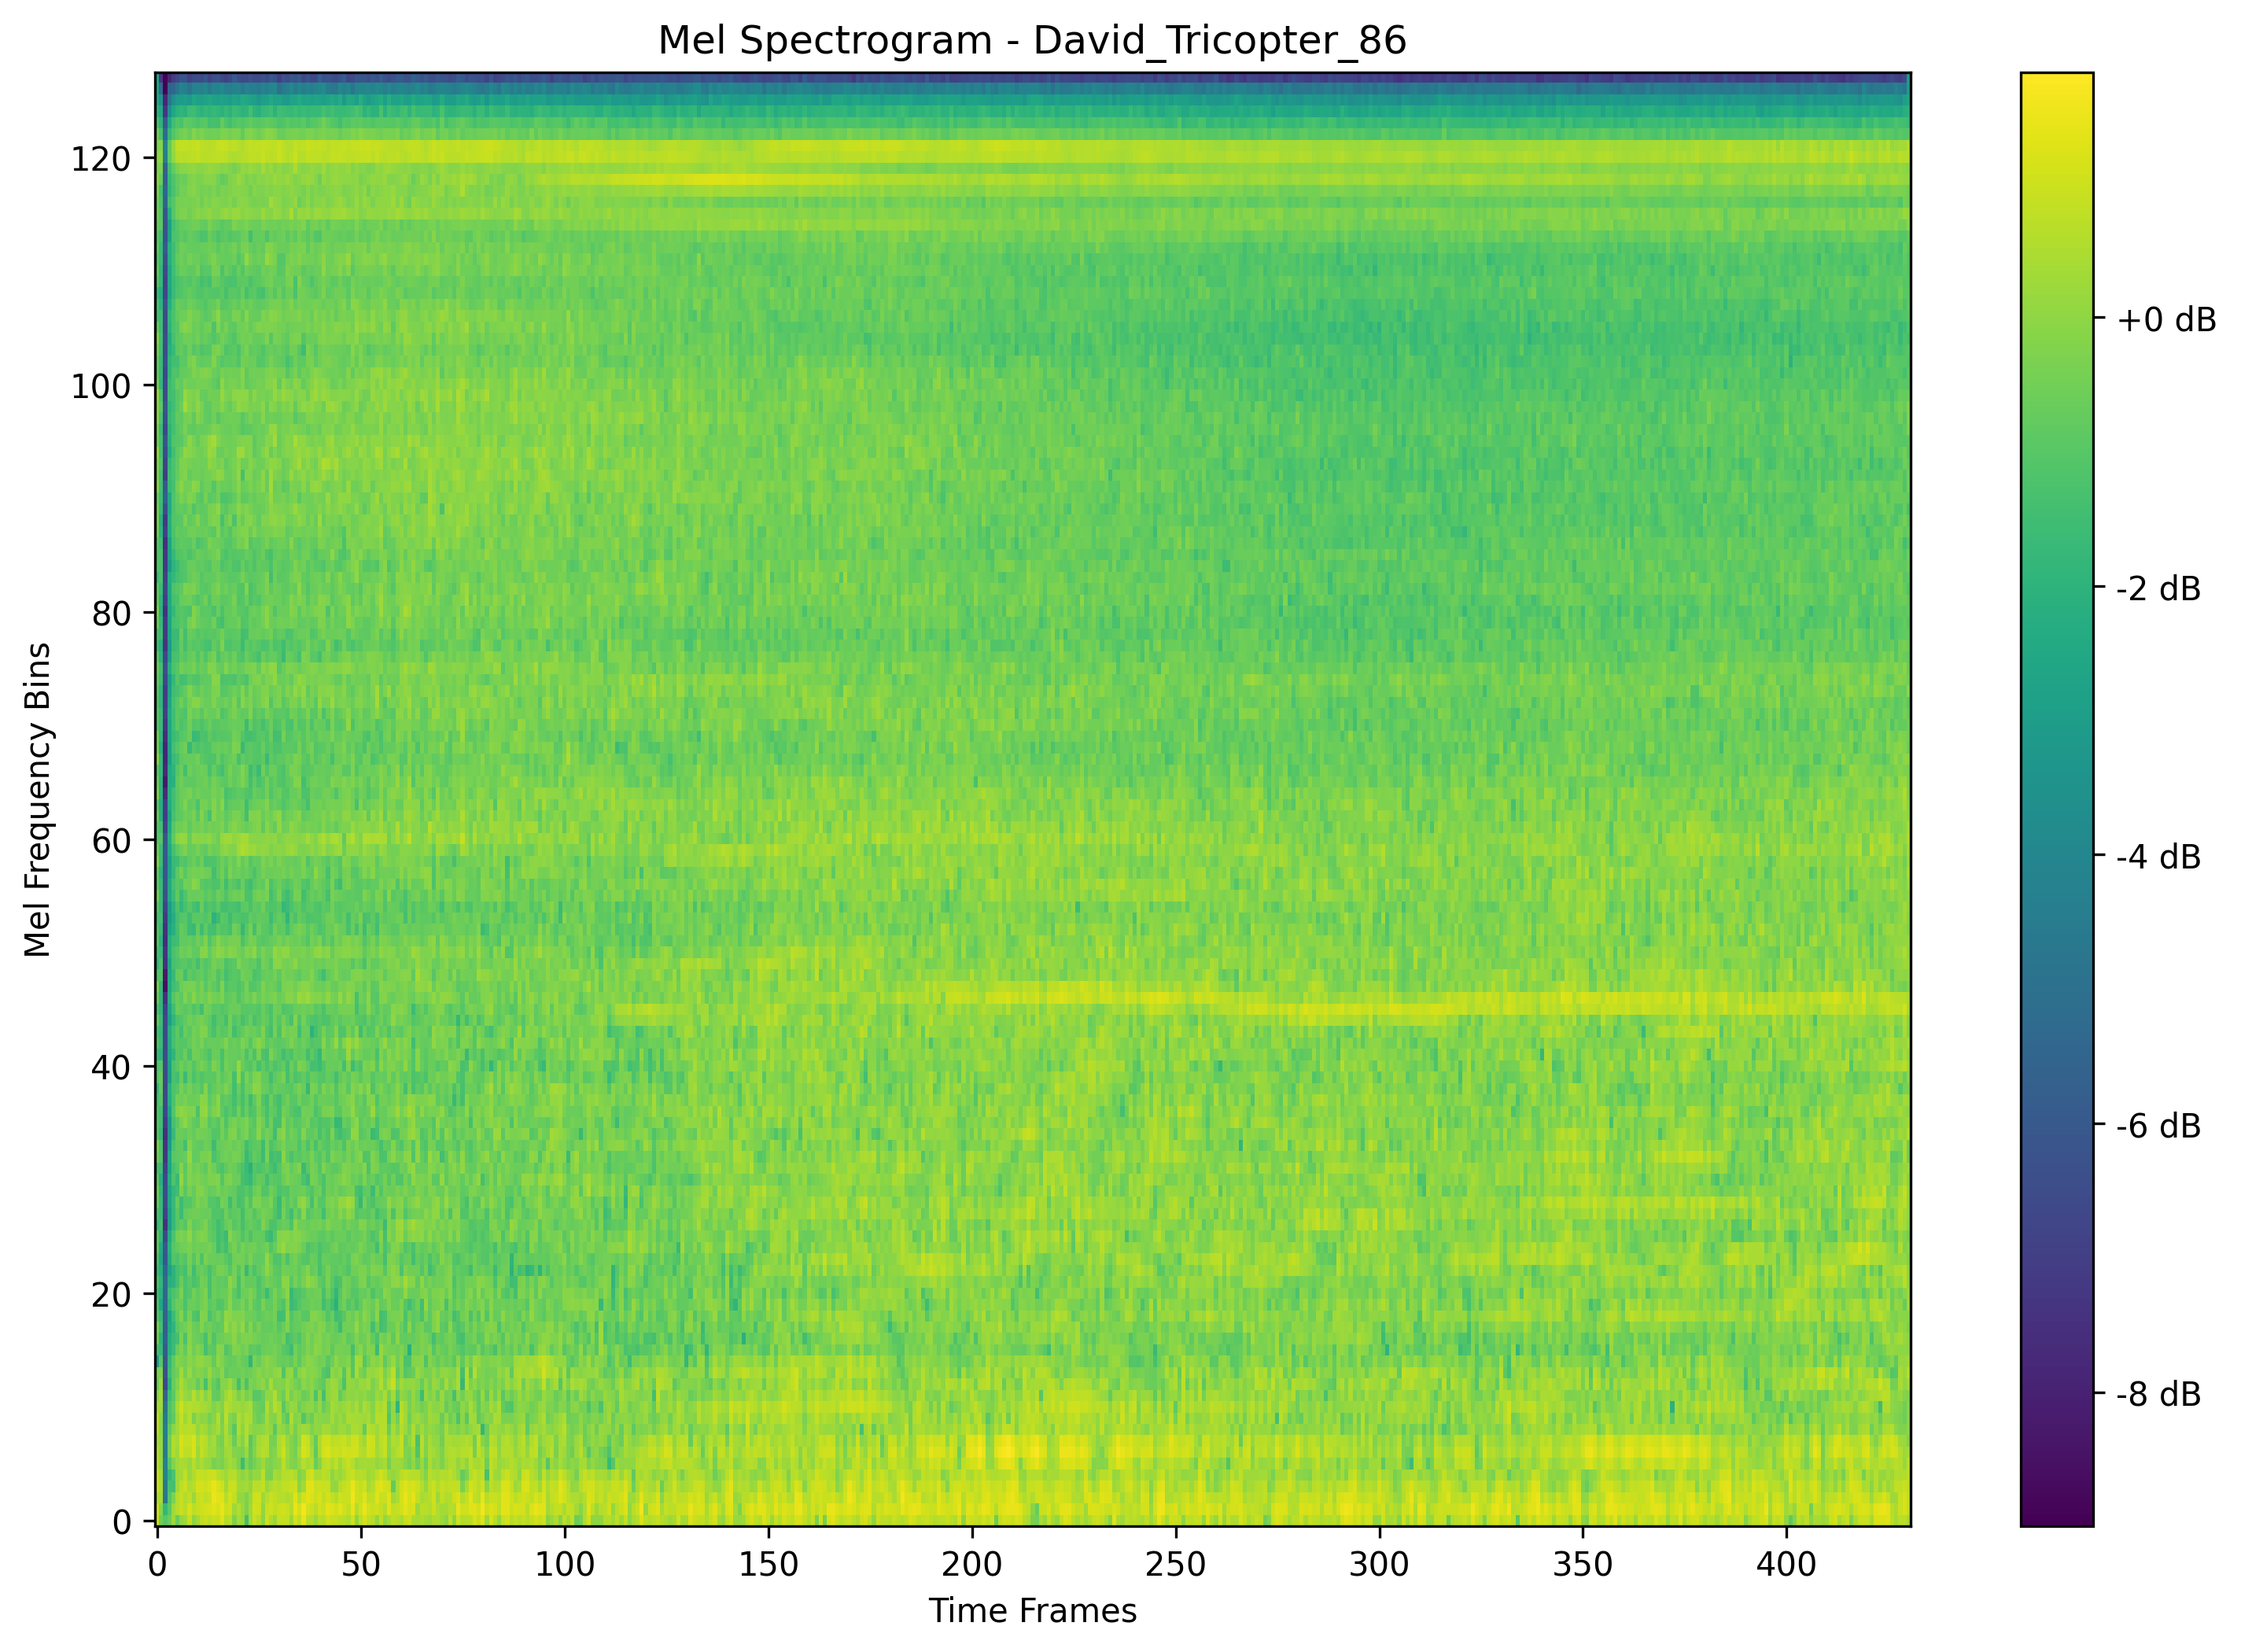 Mel Spectrogram - David_Tricopter_86
Mel Frequency Bins
120
100
80
60
40
20
0
0 50 100 150 200 250 300 350 400
Time Frames
+0 dB
-2 dB
-4 dB
-6 dB
-8 dB